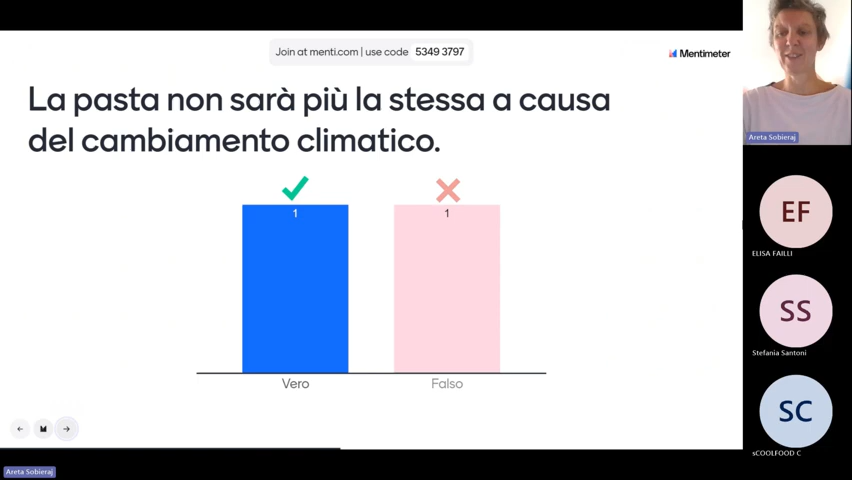 Join at menti.com | use code 5349 3797
Mentimeter
La pasta non sarà più la stessa a causa
del cambiamento climatico.
1
1
Vero
Falso
Areta Sobieraj
EF
ELISA FAILLI
SS
Stefania Santoni
SC
sCOOLFOOD C
Areta Sobieraj